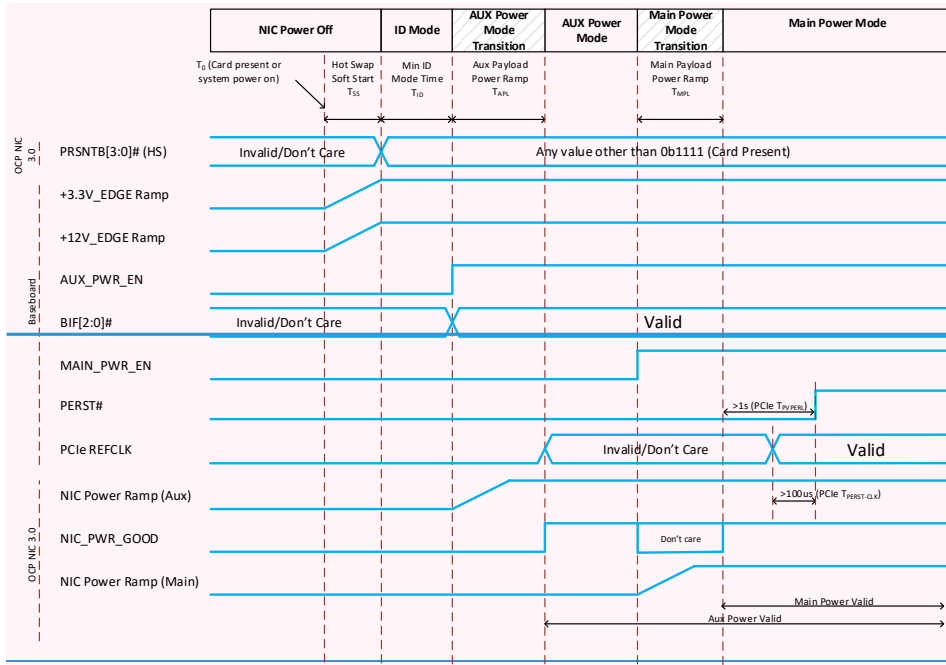 NIC Power Off
ID Mode
AUX Power
Mode
Transition
AUX Power
Mode
Main Power
Mode
Transition
Main Power Mode
T0 (Card present or
system power on)
Hot Swap
Soft Start
TSS
Min ID
Mode Time
TID
Aux Payload
Power Ramp
TAPL
Main Payload
Power Ramp
TMPL
OCP NIC
3.0
PRSNTB[3:0]# (HS)
Invalid/Don't Care
Any value other than 0b1111 (Card Present)
+3.3V_EDGE Ramp
+12V_EDGE Ramp
AUX_PWR_EN
Baseboard
BIF[2:0]#
Invalid/Don't Care
Valid
MAIN_PWR_EN
PERST#
>1s (PCIe TPVPERL)
PCIe REFCLK
Invalid/Don't Care
Valid
NIC Power Ramp (Aux)
>100us (PCIe TPERST-CLK)
OCP NIC 3.0
NIC_PWR_GOOD
Don't care
NIC Power Ramp (Main)
Main Power Valid
Aux Power Valid